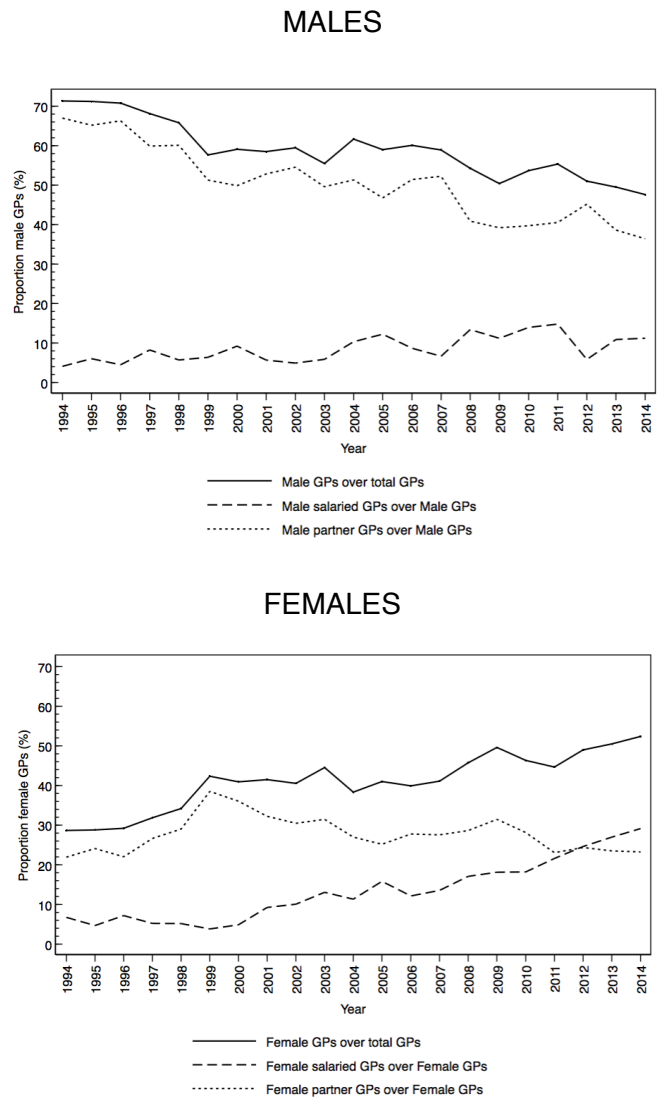 MALES
Proportion male GPs (%)
70
60
50
40
30
20
10
0
1994 1995 1996 1997 1998 1999 2000 2001 2002 2003 2004 2005 2006 2007 2008 2009 2010 2011 2012 2013 2014
Year
Male GPs over total GPs
Male salaried GPs over Male GPs
Male partner GPs over Male GPs
FEMALES
Proportion female GPs (%)
70
60
50
40
30
20
10
0
1994 1995 1996 1997 1998 1999 2000 2001 2002 2003 2004 2005 2006 2007 2008 2009 2010 2011 2012 2013 2014
Year
Female GPs over total GPs
Female salaried GPs over Female GPs
Female partner GPs over Female GPs